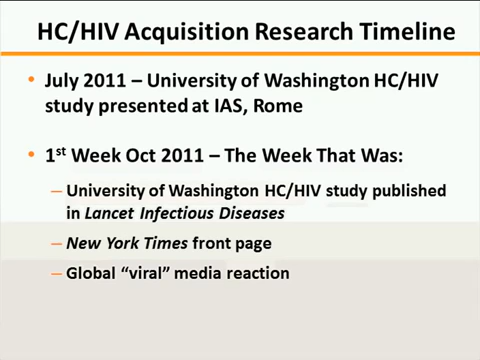 HC/HIV Acquisition Research Timeline
• July 2011 – University of Washington HC/HIV
study presented at IAS, Rome
• 1st Week Oct 2011 – The Week That Was:
– University of Washington HC/HIV study published
in Lancet Infectious Diseases
– New York Times front page
– Global “viral” media reaction